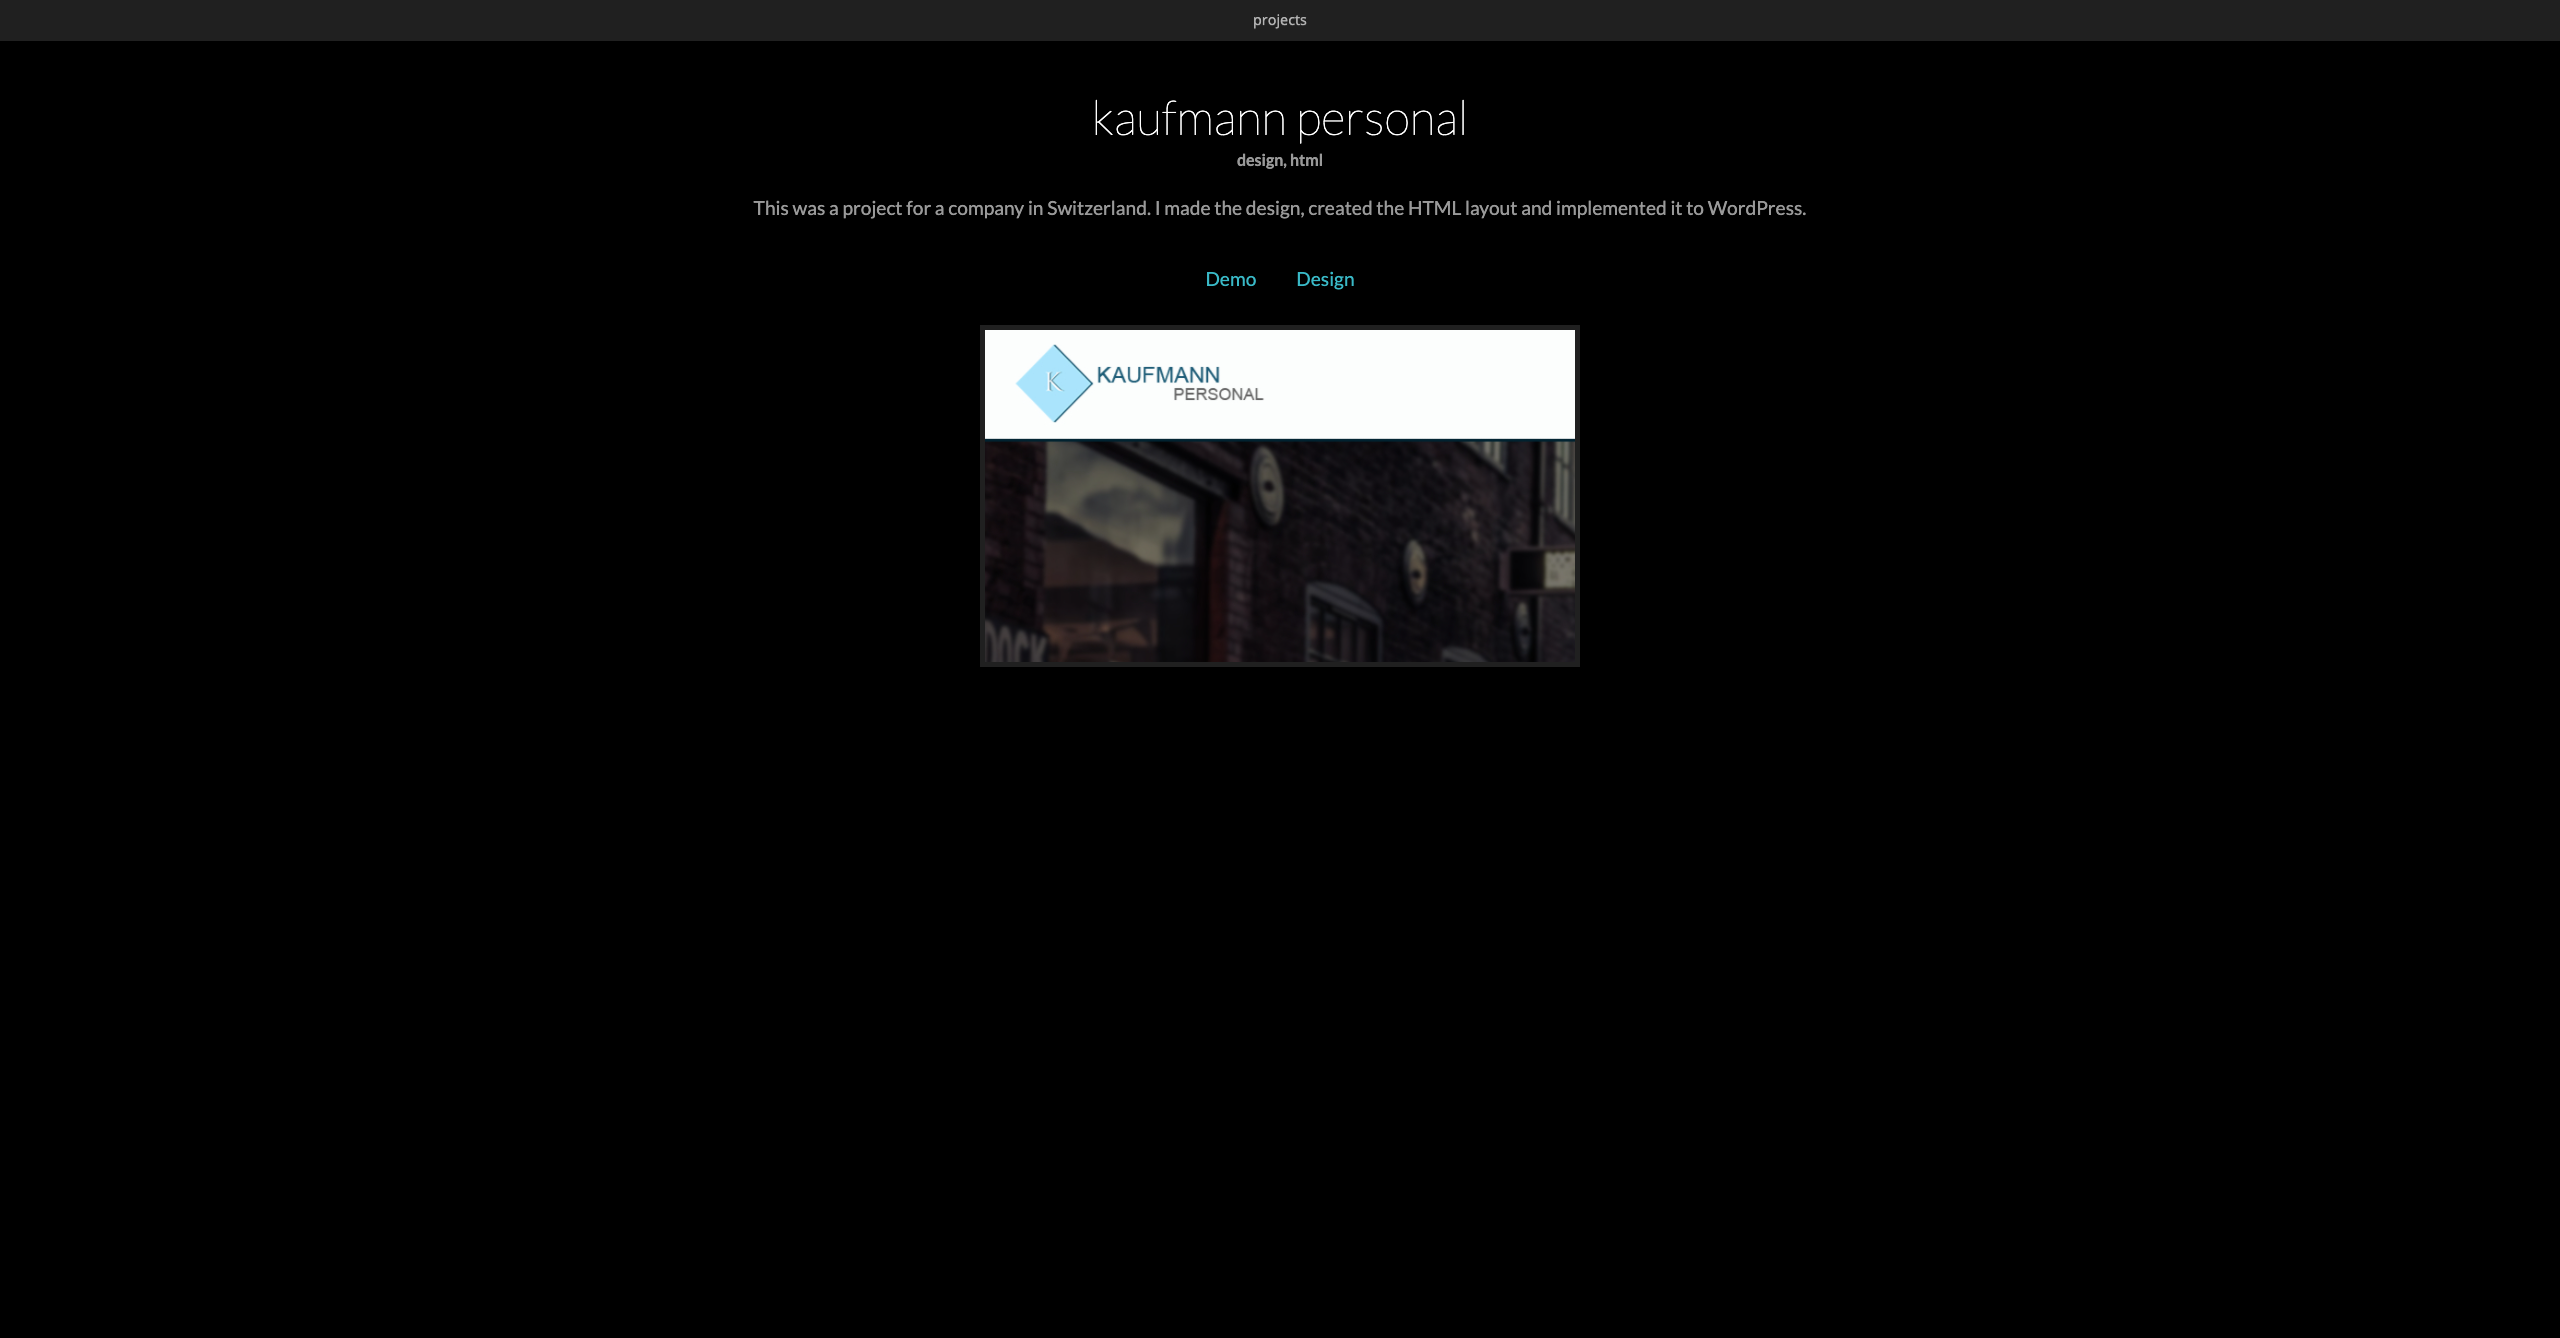 projects
kaufmann personal
design, html
This was a project for a company in Switzerland. I made the design, created the HTML layout and implemented it to WordPress.
Demo Design
K
KAUFMANN
PERSONAL
DOCK